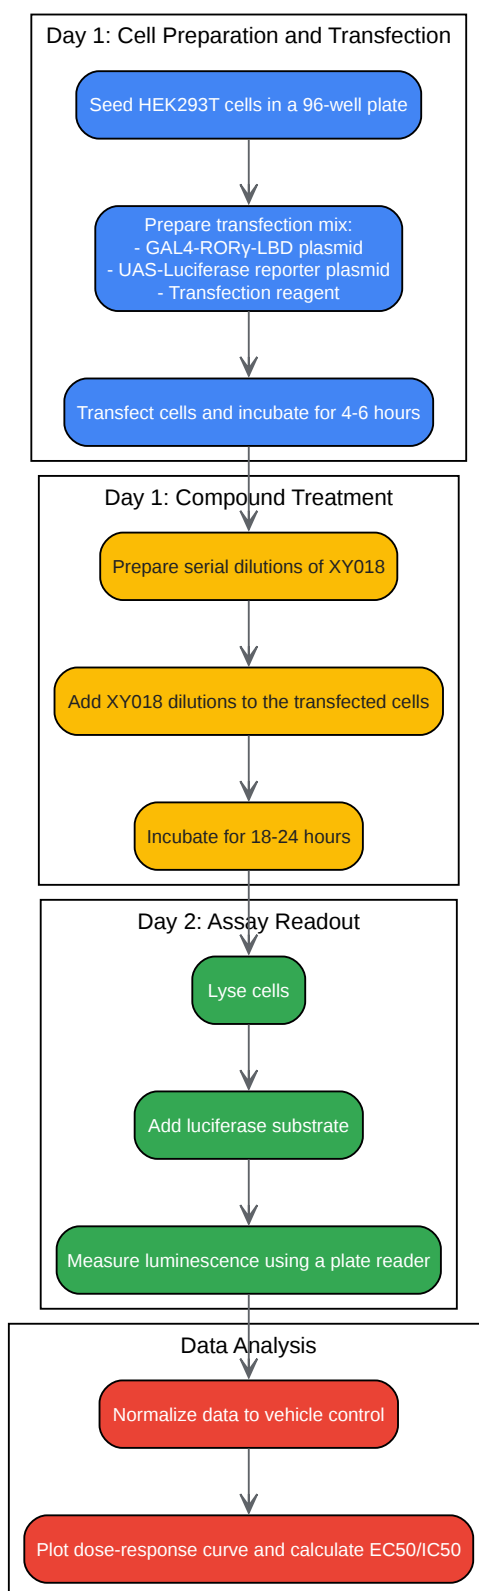 Day 1: Cell Preparation and Transfection
Seed HEK293T cells in a 96-well plate
Prepare transfection mix:
- GAL4-RORγ-LBD plasmid
- UAS-Luciferase reporter plasmid
- Transfection reagent
Transfect cells and incubate for 4-6 hours
Day 1: Compound Treatment
Prepare serial dilutions of XY018
Add XY018 dilutions to the transfected cells
Incubate for 18-24 hours
Day 2: Assay Readout
Lyse cells
Add luciferase substrate
Measure luminescence using a plate reader
Data Analysis
Normalize data to vehicle control
Plot dose-response curve and calculate EC50/IC50